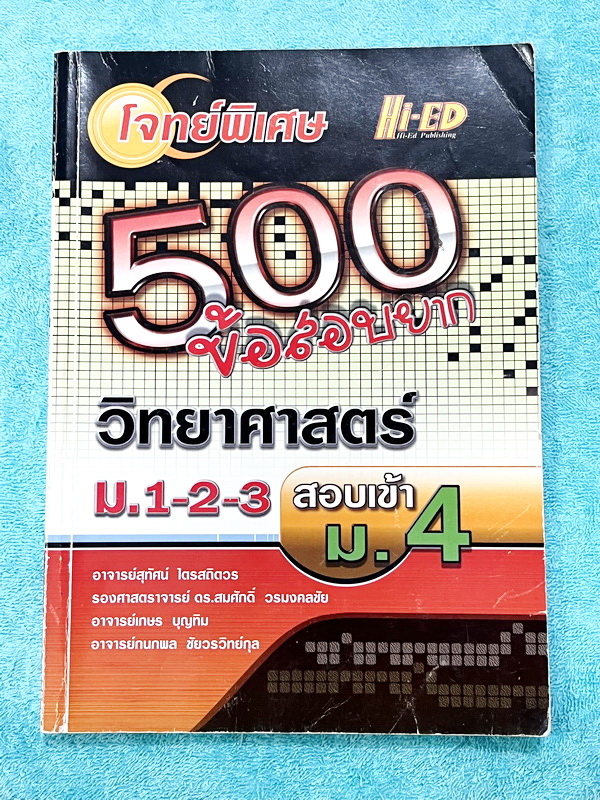 โจทย์พิเศษ
Hi-ED
Hi-Ed Publishing
500
ข้อสอบยาก
วิทยาศาสตร์
ม.1-2-3
สอบเข้า
ม.4
อาจารย์สุทัศน์ ไตรสถิตวร
รองศาสตราจารย์ ดร.สมศักดิ์ วรมงคลชัย
อาจารย์เกษร บุญทิม
อาจารย์กนกพล ชัยวรวิทย์กุล